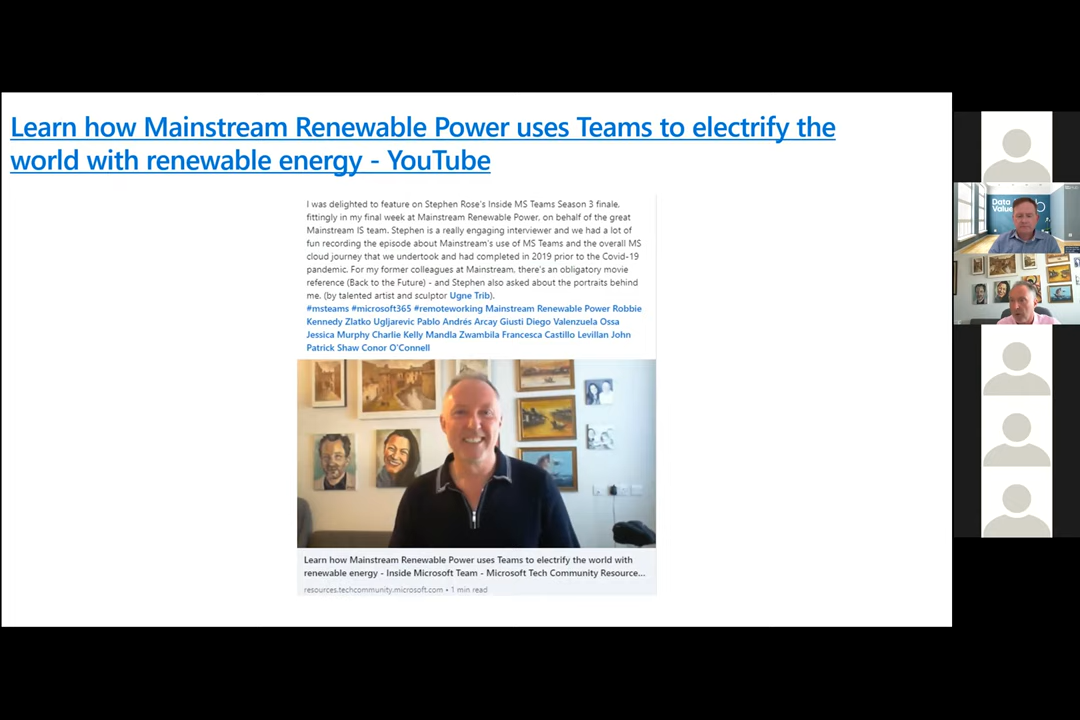 Learn how Mainstream Renewable Power uses Teams to electrify the
world with renewable energy - YouTube
I was delighted to feature on Stephen Rose's Inside MS Teams Season 3 finale,
fittingly in my final week at Mainstream Renewable Power, on behalf of the great
Mainstream IS team. Stephen is a really engaging interviewer and we had a lot of
fun recording the episode about Mainstream's use of MS Teams and the overall MS
cloud journey that we undertook and had completed in 2019 prior to the Covid-19
pandemic. For my former colleagues at Mainstream, there's an obligatory movie
reference (Back to the Future) - and Stephen also asked about the portraits behind
me. (by talented artist and sculptor Ugne Trib).
#msteams #microsoft365 #remoteworking Mainstream Renewable Power Robbie
Kennedy Zlatko Ugljarevic Pablo Andrés Arcay Giusti Diego Valenzuela Ossa
Jessica Murphy Charlie Kelly Mandla Zwambila Francesca Castillo Levillan John
Patrick Shaw Conor O'Connell
Learn how Mainstream Renewable Power uses Teams to electrify the world with
renewable energy - Inside Microsoft Team - Microsoft Tech Community Resource...
resources.techcommunity.microsoft.com • 1 min read
Data
Value